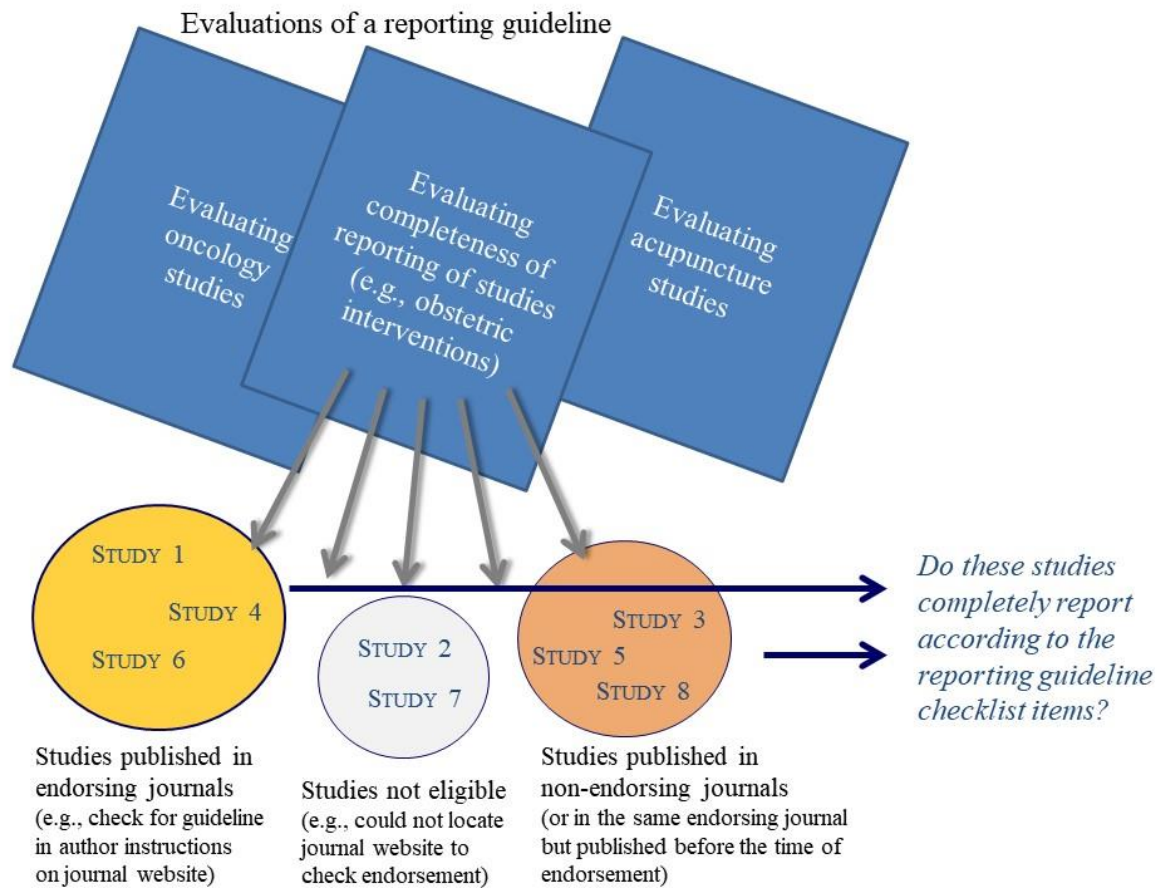 Evaluations of a reporting guideline
Evaluating
oncology
studies
Evaluating
completeness of
reporting of studies
(e.g., obstetric
interventions)
Evaluating
acupuncture
studies
STUDY 1
STUDY 4
STUDY 6
STUDY 2
STUDY 7
STUDY 3
STUDY 5
STUDY 8
Do these studies
completely report
according to the
reporting guideline
checklist items?
Studies published in
endorsing journals
(e.g., check for guideline
in author instructions
on journal website)
Studies not eligible
(e.g., could not locate
journal website to
check endorsement)
Studies published in
non-endorsing journals
(or in the same endorsing journal
but published before the time of
endorsement)